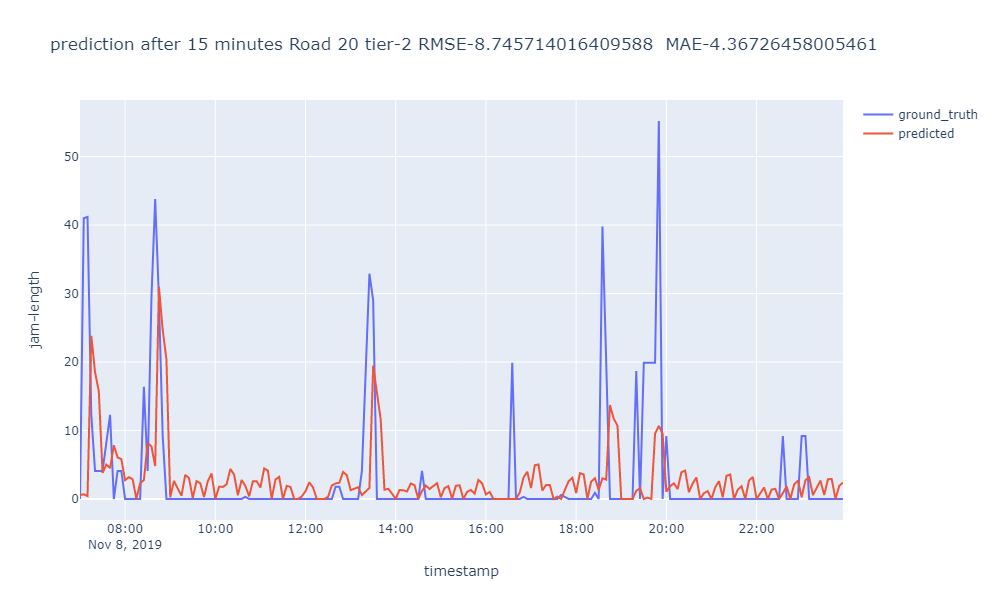 prediction after 15 minutes Road 20 tier-2 RMSE-8.745714016409588  MAE-4.36726458005461
ground_truth
predicted
50
40
30
20
10
0
jam-length
08:00 10:00 12:00 14:00 16:00 18:00 20:00 22:00
Nov 8, 2019
timestamp